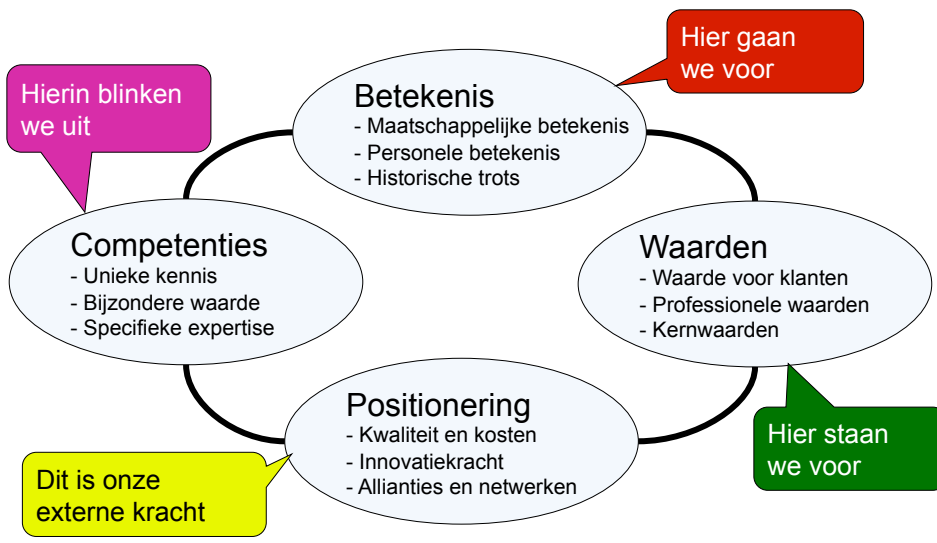 Hier gaan
we voor
Hierin blinken
we uit
Betekenis
- Maatschappelijke betekenis
- Personele betekenis
- Historische trots
Competenties
- Unieke kennis
- Bijzondere waarde
- Specifieke expertise
Waarden
- Waarde voor klanten
- Professionele waarden
- Kernwaarden
Positionering
- Kwaliteit en kosten
- Innovatiekracht
- Allianties en netwerken
Hier staan
we voor
Dit is onze
externe kracht